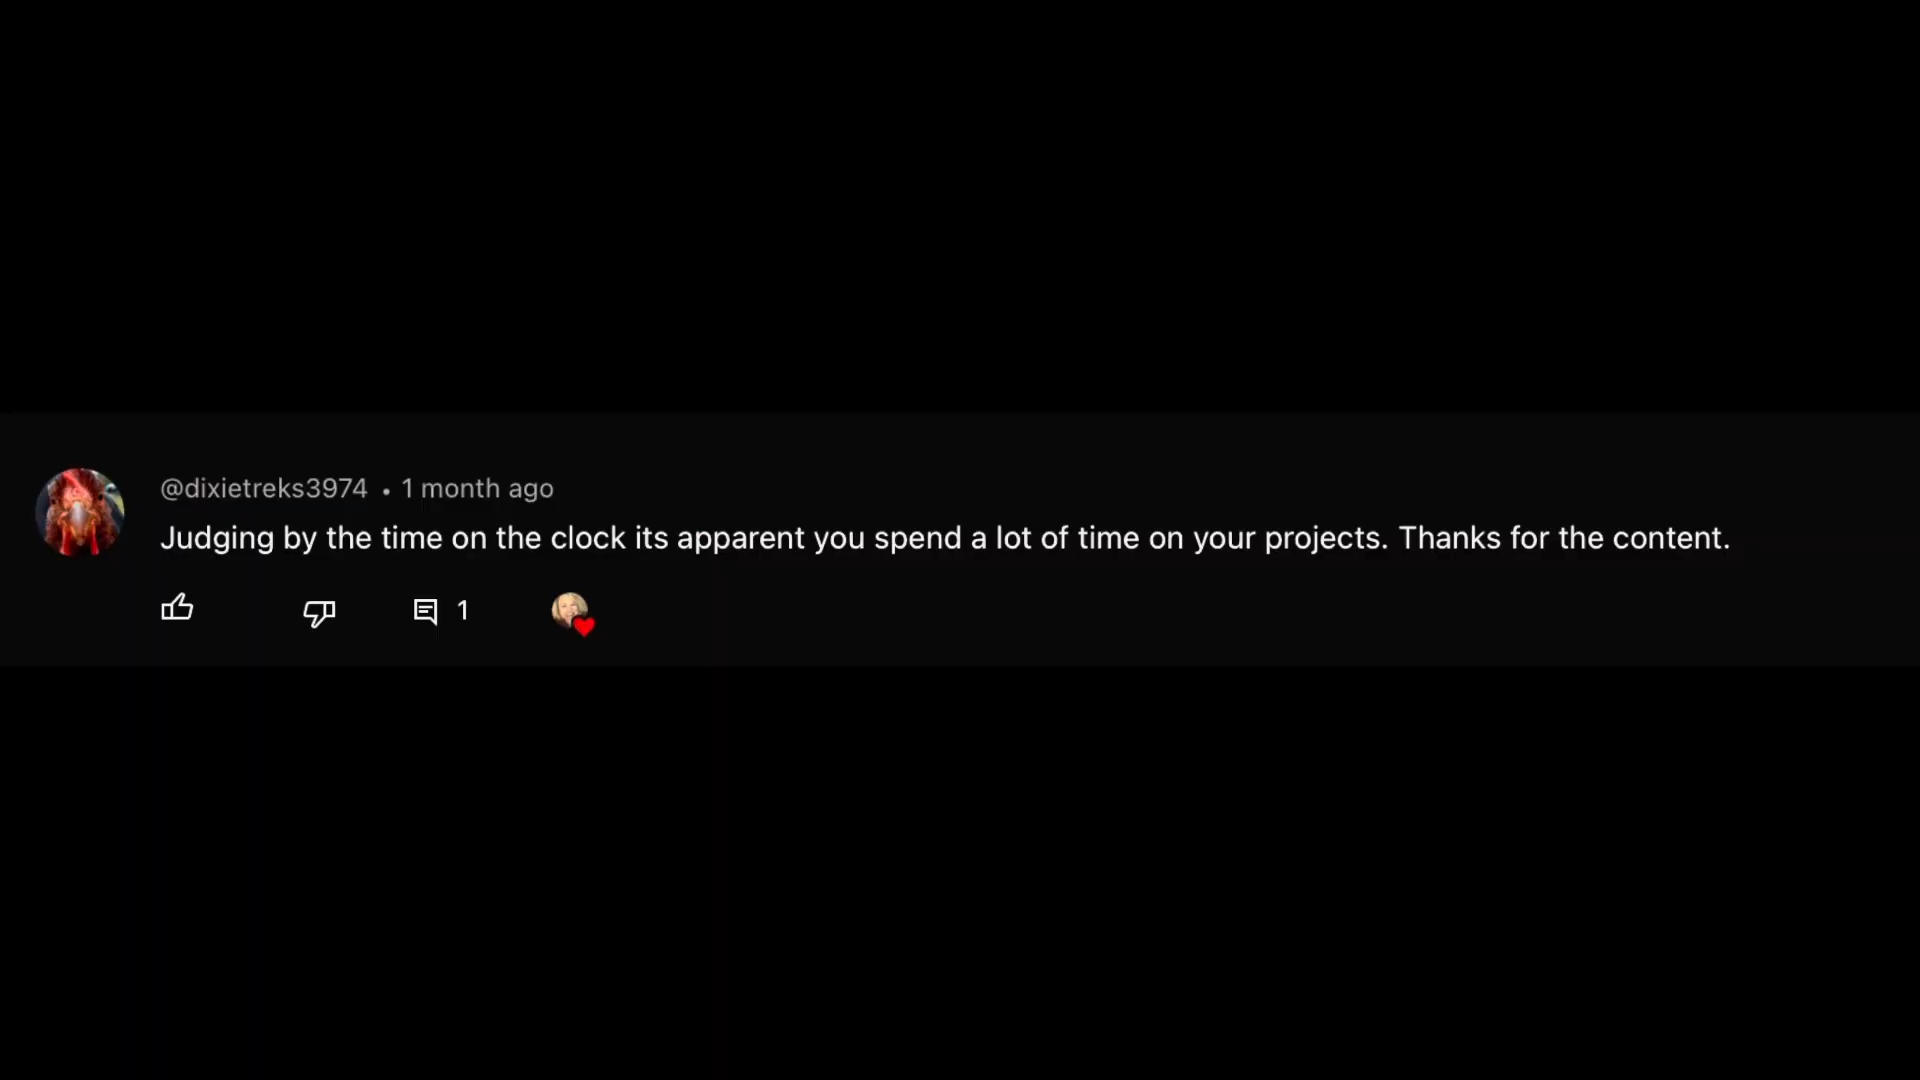 @dixietreks3974 • 1 month ago
Judging by the time on the clock its apparent you spend a lot of time on your projects. Thanks for the content.
1